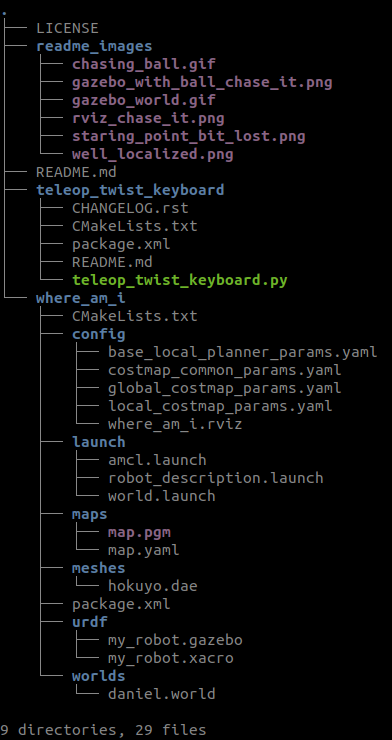 .
├── LICENSE
├── readme_images
│   ├── chasing_ball.gif
│   ├── gazebo_with_ball_chase_it.png
│   ├── gazebo_world.gif
│   ├── rviz_chase_it.png
│   ├── staring_point_bit_lost.png
│   └── well_localized.png
├── README.md
├── teleop_twist_keyboard
│   ├── CHANGELOG.rst
│   ├── CMakeLists.txt
│   ├── package.xml
│   ├── README.md
│   └── teleop_twist_keyboard.py
└── where_am_i
    ├── CMakeLists.txt
    ├── config
    │   ├── base_local_planner_params.yaml
    │   ├── costmap_common_params.yaml
    │   ├── global_costmap_params.yaml
    │   ├── local_costmap_params.yaml
    │   └── where_am_i.rviz
    ├── launch
    │   ├── amcl.launch
    │   ├── robot_description.launch
    │   └── world.launch
    ├── maps
    │   ├── map.pgm
    │   └── map.yaml
    ├── meshes
    │   └── hokuyo.dae
    ├── package.xml
    ├── urdf
    │   ├── my_robot.gazebo
    │   └── my_robot.xacro
    └── worlds
        └── daniel.world
9 directories, 29 files